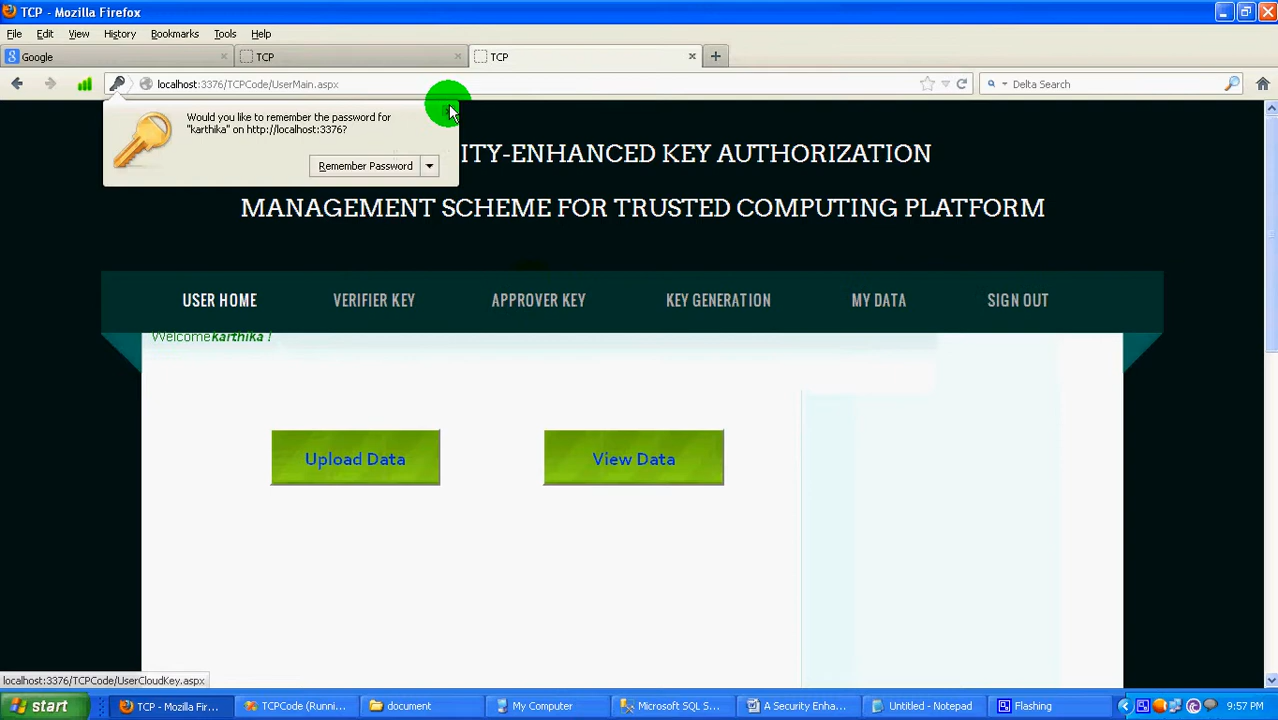 TCP - Mozilla Firefox
File Edit View History Bookmarks Tools Help
Google TCP TCP
localhost:3376/TCPCode/UserMain.aspx Delta Search
Would you like to remember the password for
"karthika" on http://localhost:3376?
Remember Password
ITY-ENHANCED KEY AUTHORIZATION
MANAGEMENT SCHEME FOR TRUSTED COMPUTING PLATFORM
USER HOME VERIFIER KEY APPROVER KEY KEY GENERATION MY DATA SIGN OUT
Welcome karthika !
Upload Data View Data
localhost:3376/TCPCode/UserCloudKey.aspx
start TCP - Mozilla Fir... TCPCode (Runni... document My Computer Microsoft SQL S... A Security Enha... Untitled - Notepad Flashing 9:57 PM